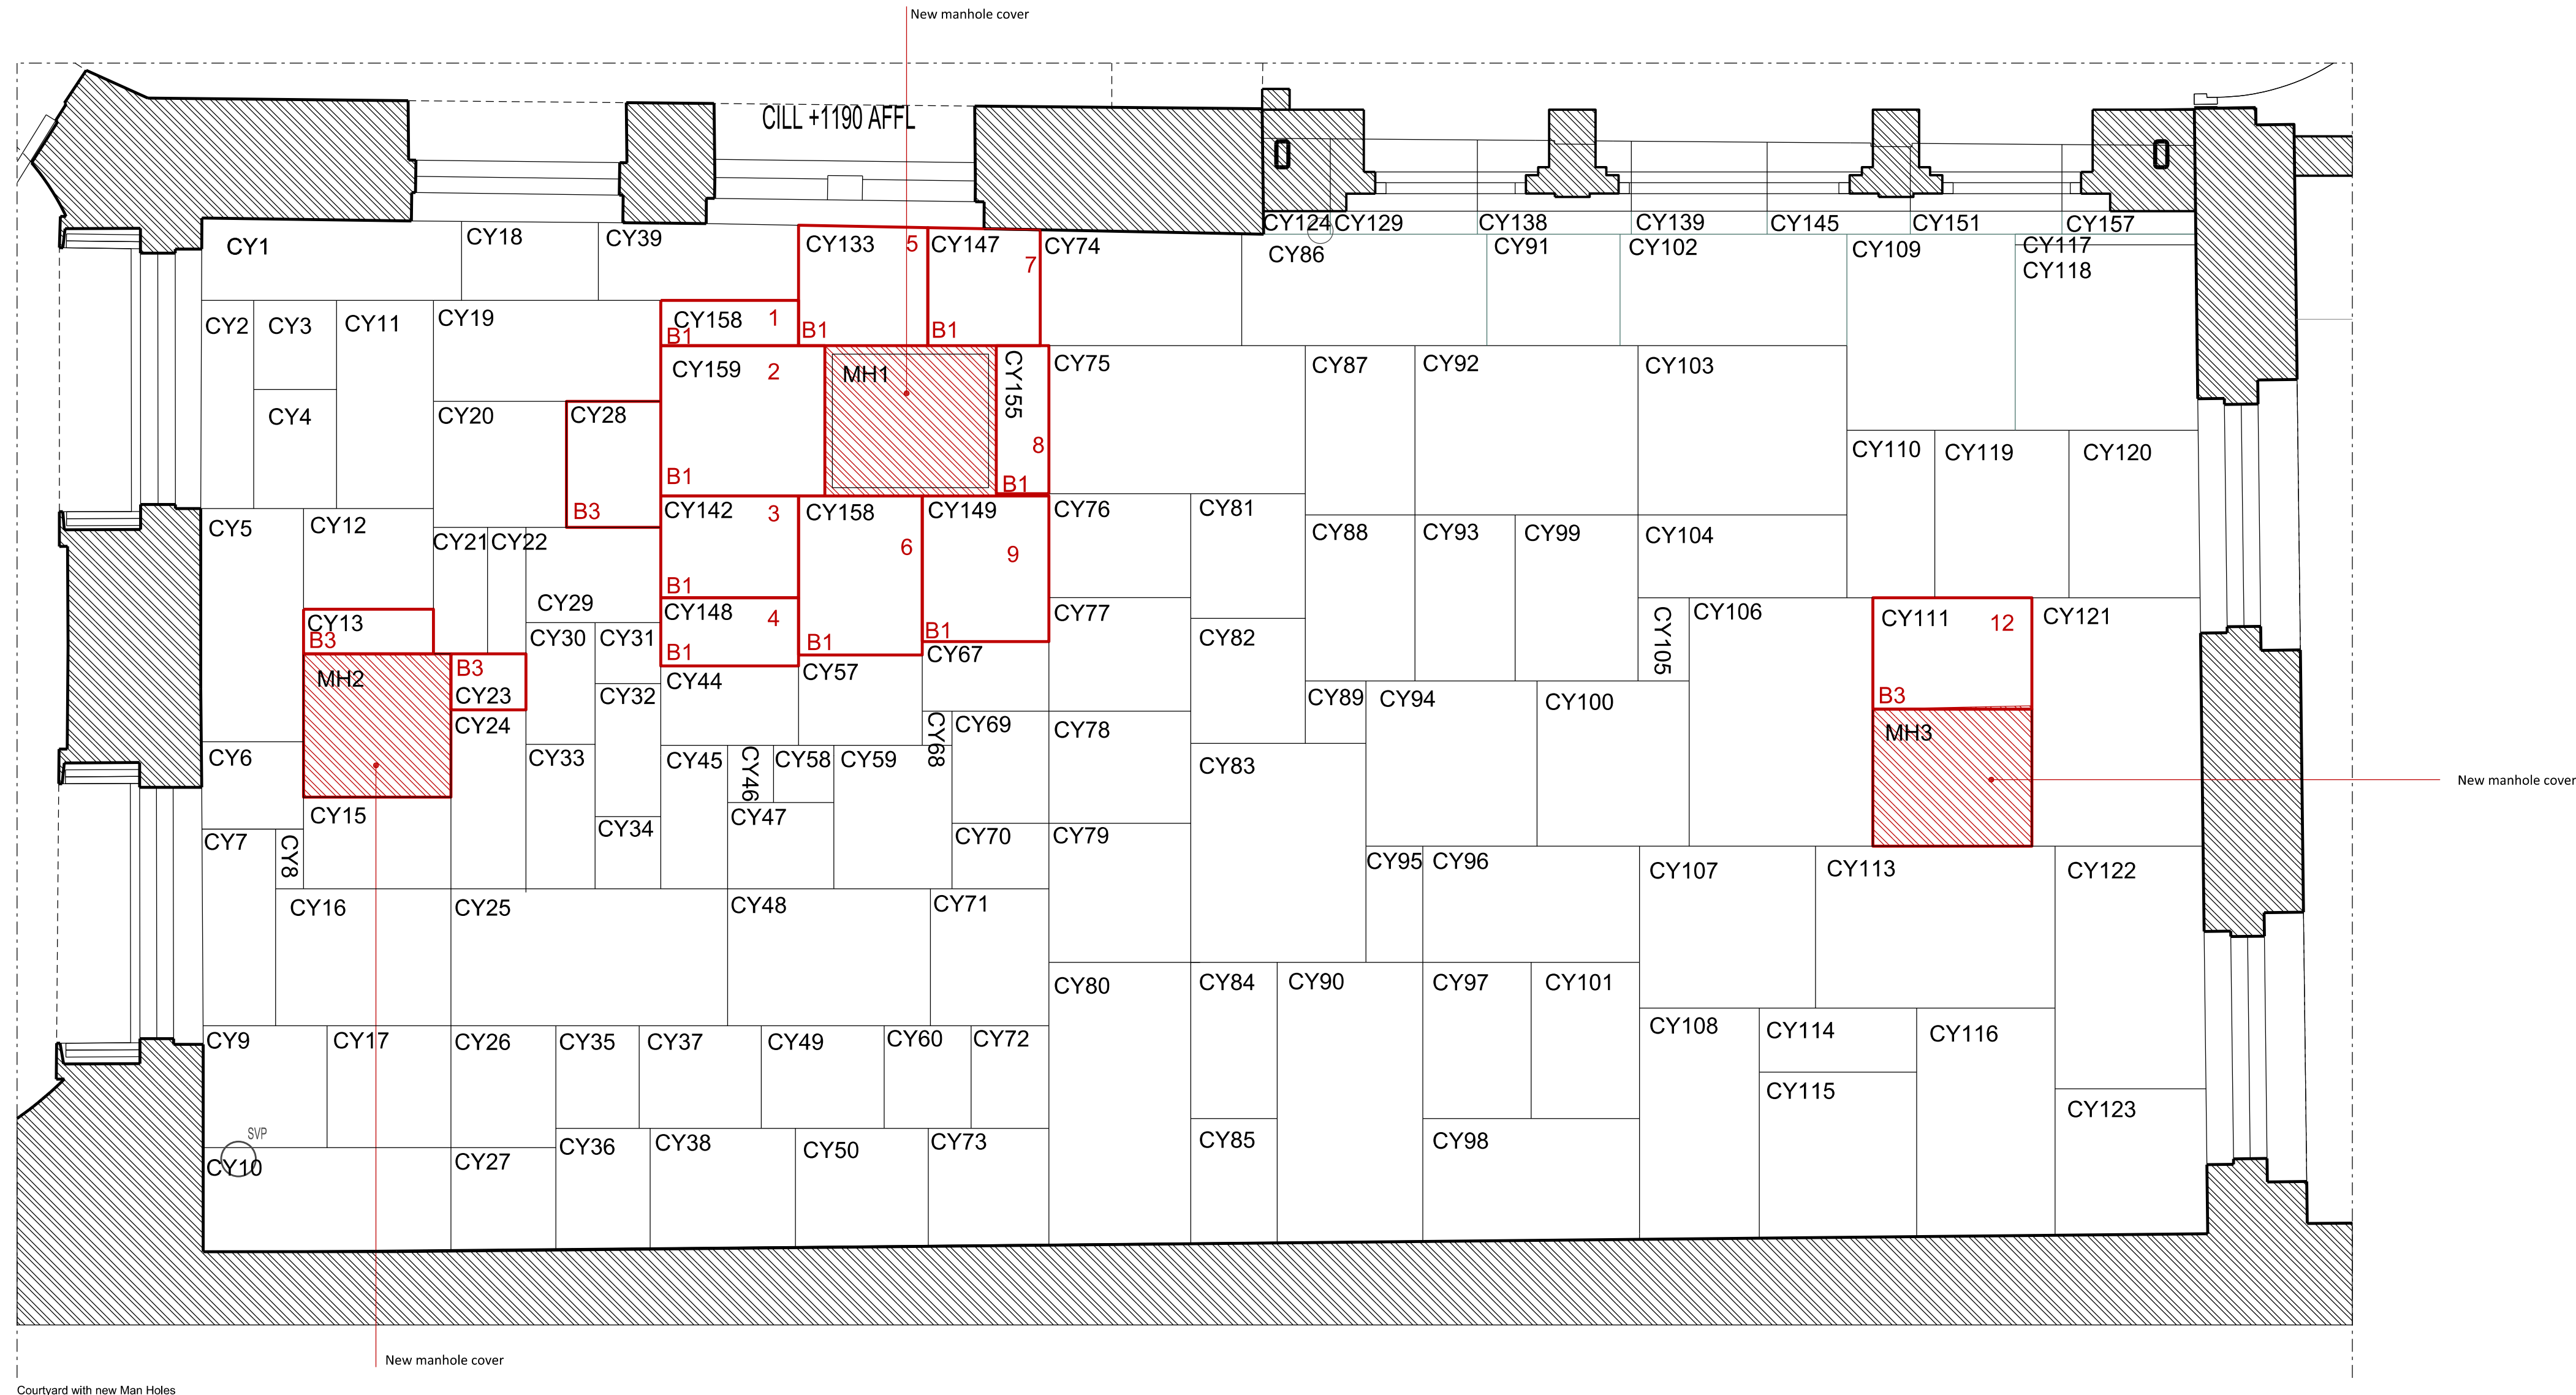 New manhole cover
CILL +1190 AFFL
CY124 CY129 CY138 CY139 CY145 CY151 CY157
CY1 CY18 CY39 CY133 5 CY147 7 CY74 CY86 CY91 CY102 CY109 CY117
CY118
CY2 CY3 CY11 CY19 CY158 1 B1 B1 B1
CY159 2 MH1 CY155 CY75 CY87 CY92 CY103
CY4 CY20 CY28 8
B3 B1 B1 CY110 CY119 CY120
CY5 CY12 CY142 3 CY158 CY149 CY76 CY81
CY21 CY22 6 9 CY88 CY93 CY99 CY104
CY29 B1
CY13 B3 CY30 CY31 CY148 4 B1 B1 B1 CY77 CY82 CY105 CY106 CY111 12 CY121
MH2 B3 CY23 CY32 CY44 CY57 CY67 CY89 CY94 CY100 B3
CY24 CY68 CY69 CY78 MH3
CY6 CY33 CY45 CY46 CY58 CY59 CY83
New manhole cover
CY15 CY34 CY47 CY70 CY79
CY7 CY8 CY95 CY96 CY107 CY113 CY122
CY16 CY25 CY48 CY71
CY80 CY84 CY90 CY97 CY101
CY9 CY17 CY26 CY35 CY37 CY49 CY60 CY72 CY108 CY114 CY116
CY115
SVP CY123
CY10 CY27 CY36 CY38 CY50 CY73 CY85 CY98
New manhole cover
Courtyard with new Man Holes